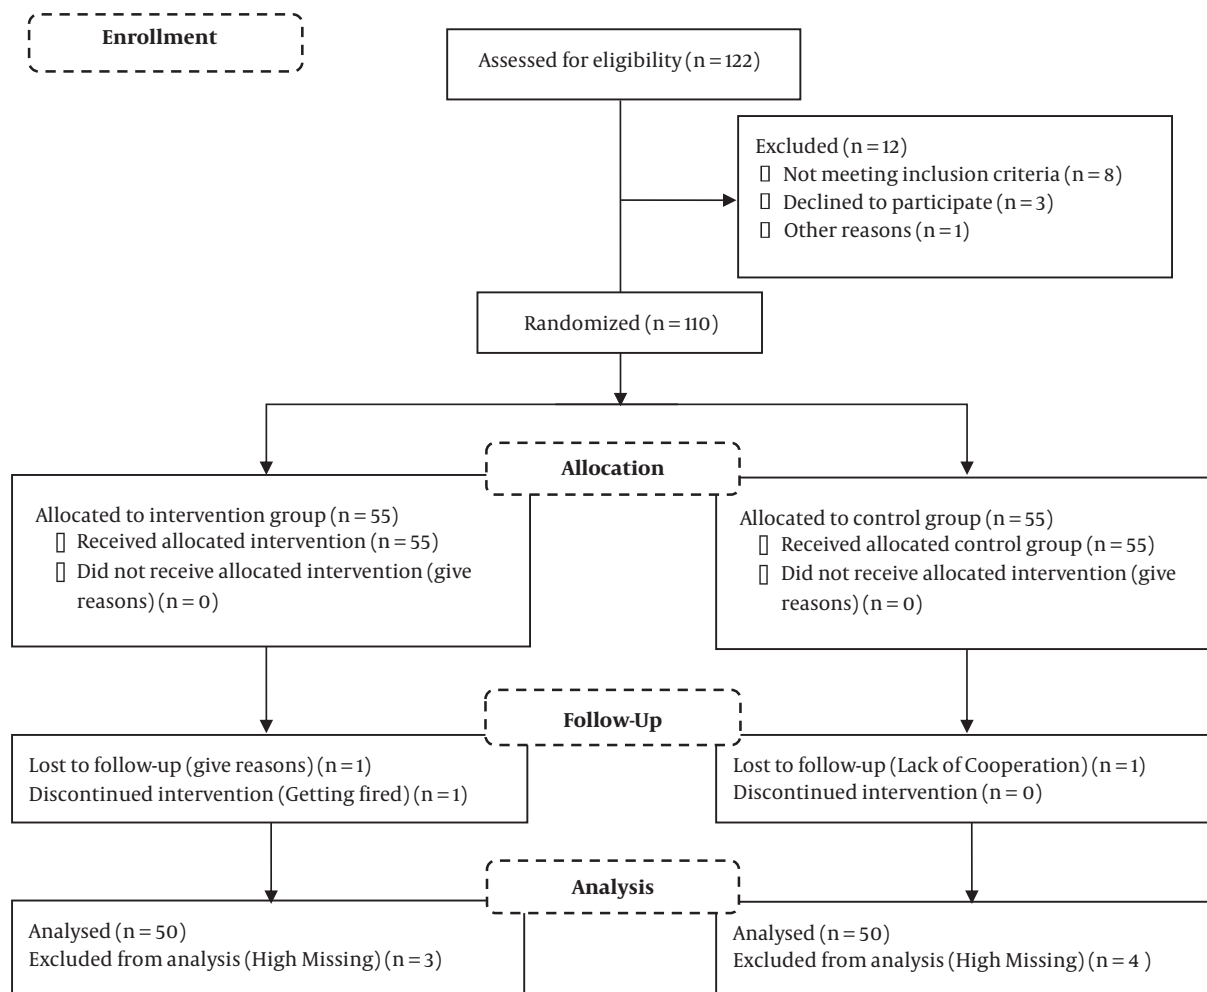 Enrollment
Assessed for eligibility (n = 122)
Excluded (n = 12)
▯ Not meeting inclusion criteria (n = 8)
▯ Declined to participate (n = 3)
▯ Other reasons (n = 1)
Randomized (n = 110)
Allocation
Allocated to intervention group (n = 55)
▯ Received allocated intervention (n = 55)
▯ Did not receive allocated intervention (give
reasons) (n = 0)
Allocated to control group (n = 55)
▯ Received allocated control group (n = 55)
▯ Did not receive allocated intervention (give
reasons) (n = 0)
Follow-Up
Lost to follow-up (give reasons) (n = 1)
Discontinued intervention (Getting fired) (n = 1)
Lost to follow-up (Lack of Cooperation) (n = 1)
Discontinued intervention (n = 0)
Analysis
Analysed (n = 50)
Excluded from analysis (High Missing) (n = 3)
Analysed (n = 50)
Excluded from analysis (High Missing) (n = 4 )